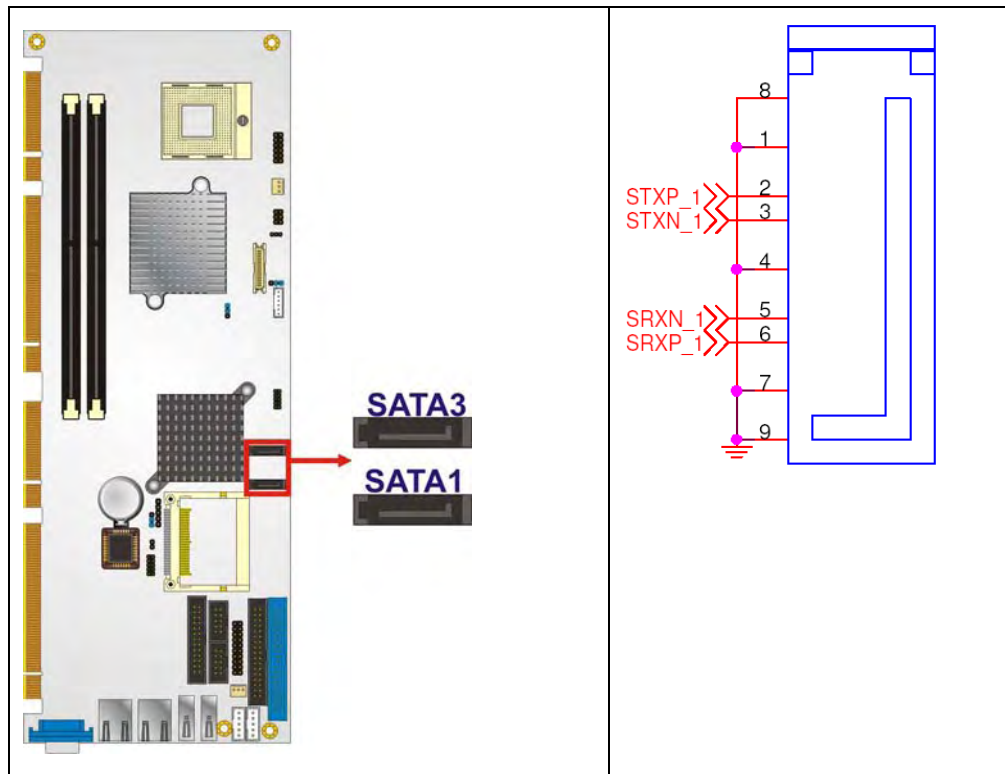 SATA3
SATA1
8
1
STXP_1 2
STXN_1 3
4
SRXN_1 5
SRXP_1 6
7
9